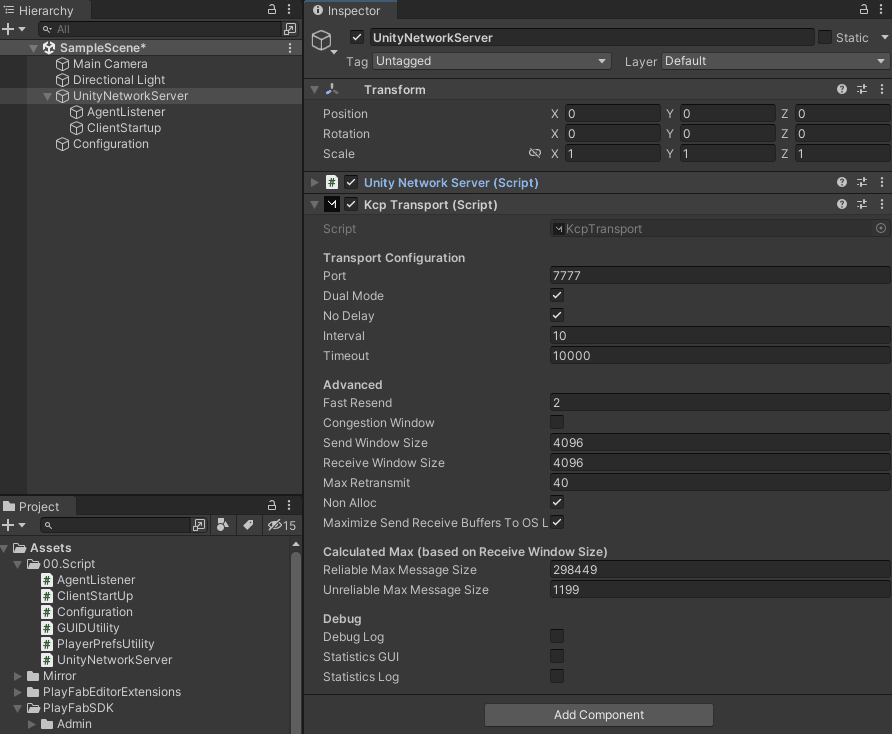 Hierarchy
All
SampleScene*
Main Camera
Directional Light
UnityNetworkServer
AgentListener
ClientStartup
Configuration
Project
15
Assets
00.Script
AgentListener
ClientStartUp
Configuration
GUIDUtility
PlayerPrefsUtility
UnityNetworkServer
Mirror
PlayFabEditorExtensions
PlayFabSDK
Admin
Inspector
UnityNetworkServer Static
Tag Untagged Layer Default
Transform
Position X 0 Y 0 Z 0
Rotation X 0 Y 0 Z 0
Scale X 1 Y 1 Z 1
# Unity Network Server (Script)
Kcp Transport (Script)
Script KcpTransport
Transport Configuration
Port 7777
Dual Mode
No Delay
Interval 10
Timeout 10000
Advanced
Fast Resend 2
Congestion Window
Send Window Size 4096
Receive Window Size 4096
Max Retransmit 40
Non Alloc
Maximize Send Receive Buffers To OS L
Calculated Max (based on Receive Window Size)
Reliable Max Message Size 298449
Unreliable Max Message Size 1199
Debug
Debug Log
Statistics GUI
Statistics Log
Add Component